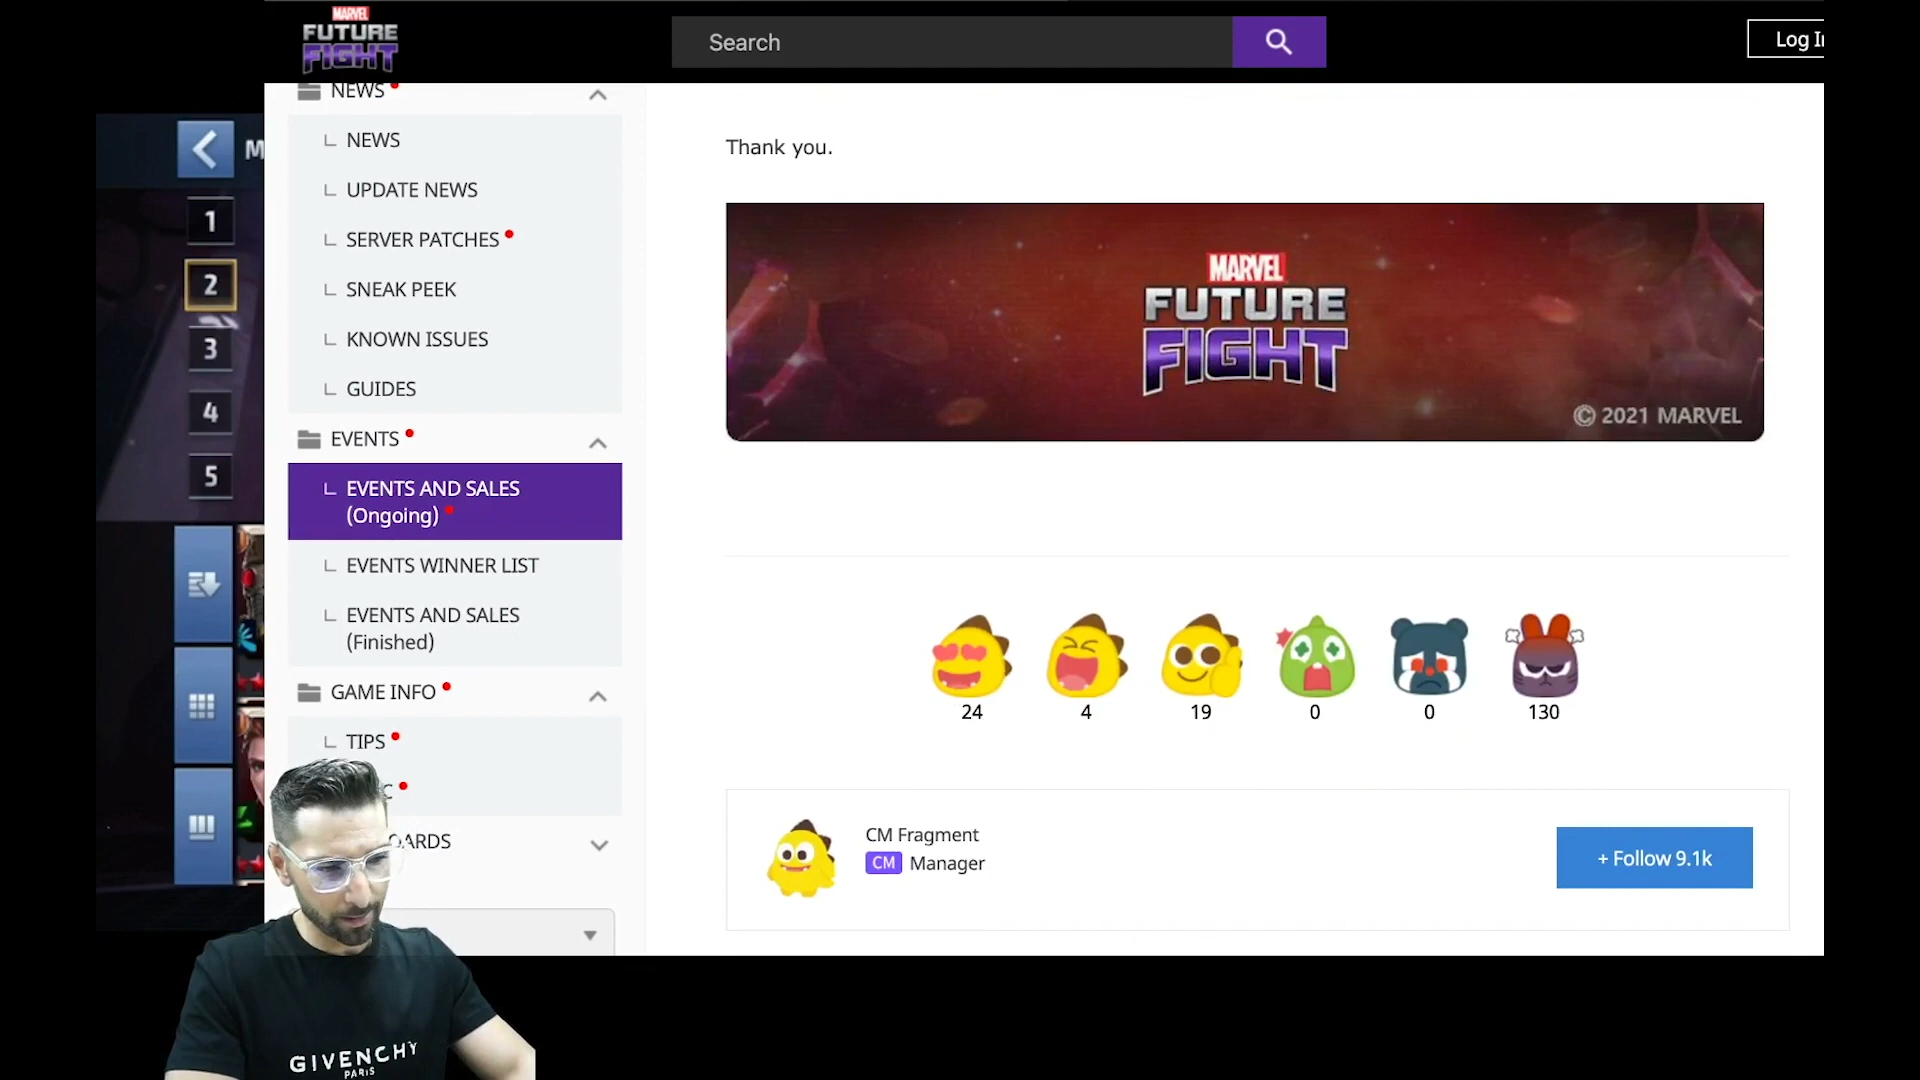 MARVEL
FUTURE
FIGHT
Search
NEWS
NEWS
UPDATE NEWS
SERVER PATCHES
SNEAK PEEK
KNOWN ISSUES
GUIDES
EVENTS
EVENTS AND SALES
(Ongoing)
EVENTS WINNER LIST
EVENTS AND SALES
(Finished)
GAME INFO
TIPS
M
1
2
3
4
5
Thank you.
MARVEL
FUTURE
FIGHT
© 2021 MARVEL
24
4
19
0
0
130
CM Fragment
CM Manager
+ Follow 9.1k
GIVENCHY
PARIS